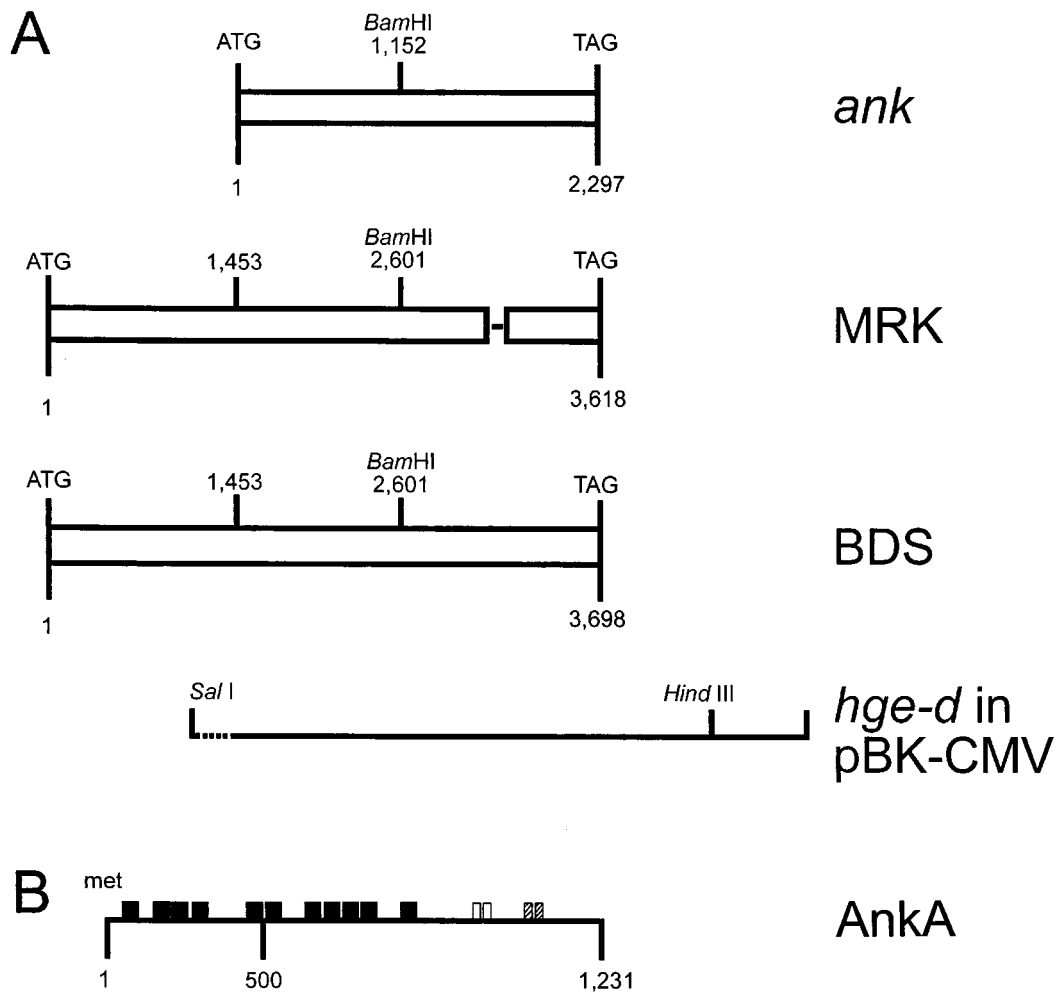 A
ATG
BamHI
1,152
TAG
ank
1
2,297
ATG
1,453
BamHI
2,601
TAG
MRK
1
3,618
ATG
1,453
BamHI
2,601
TAG
BDS
1
3,698
Sal I
Hind III
hge-d in
pBK-CMV
B
met
AnkA
1
500
1,231